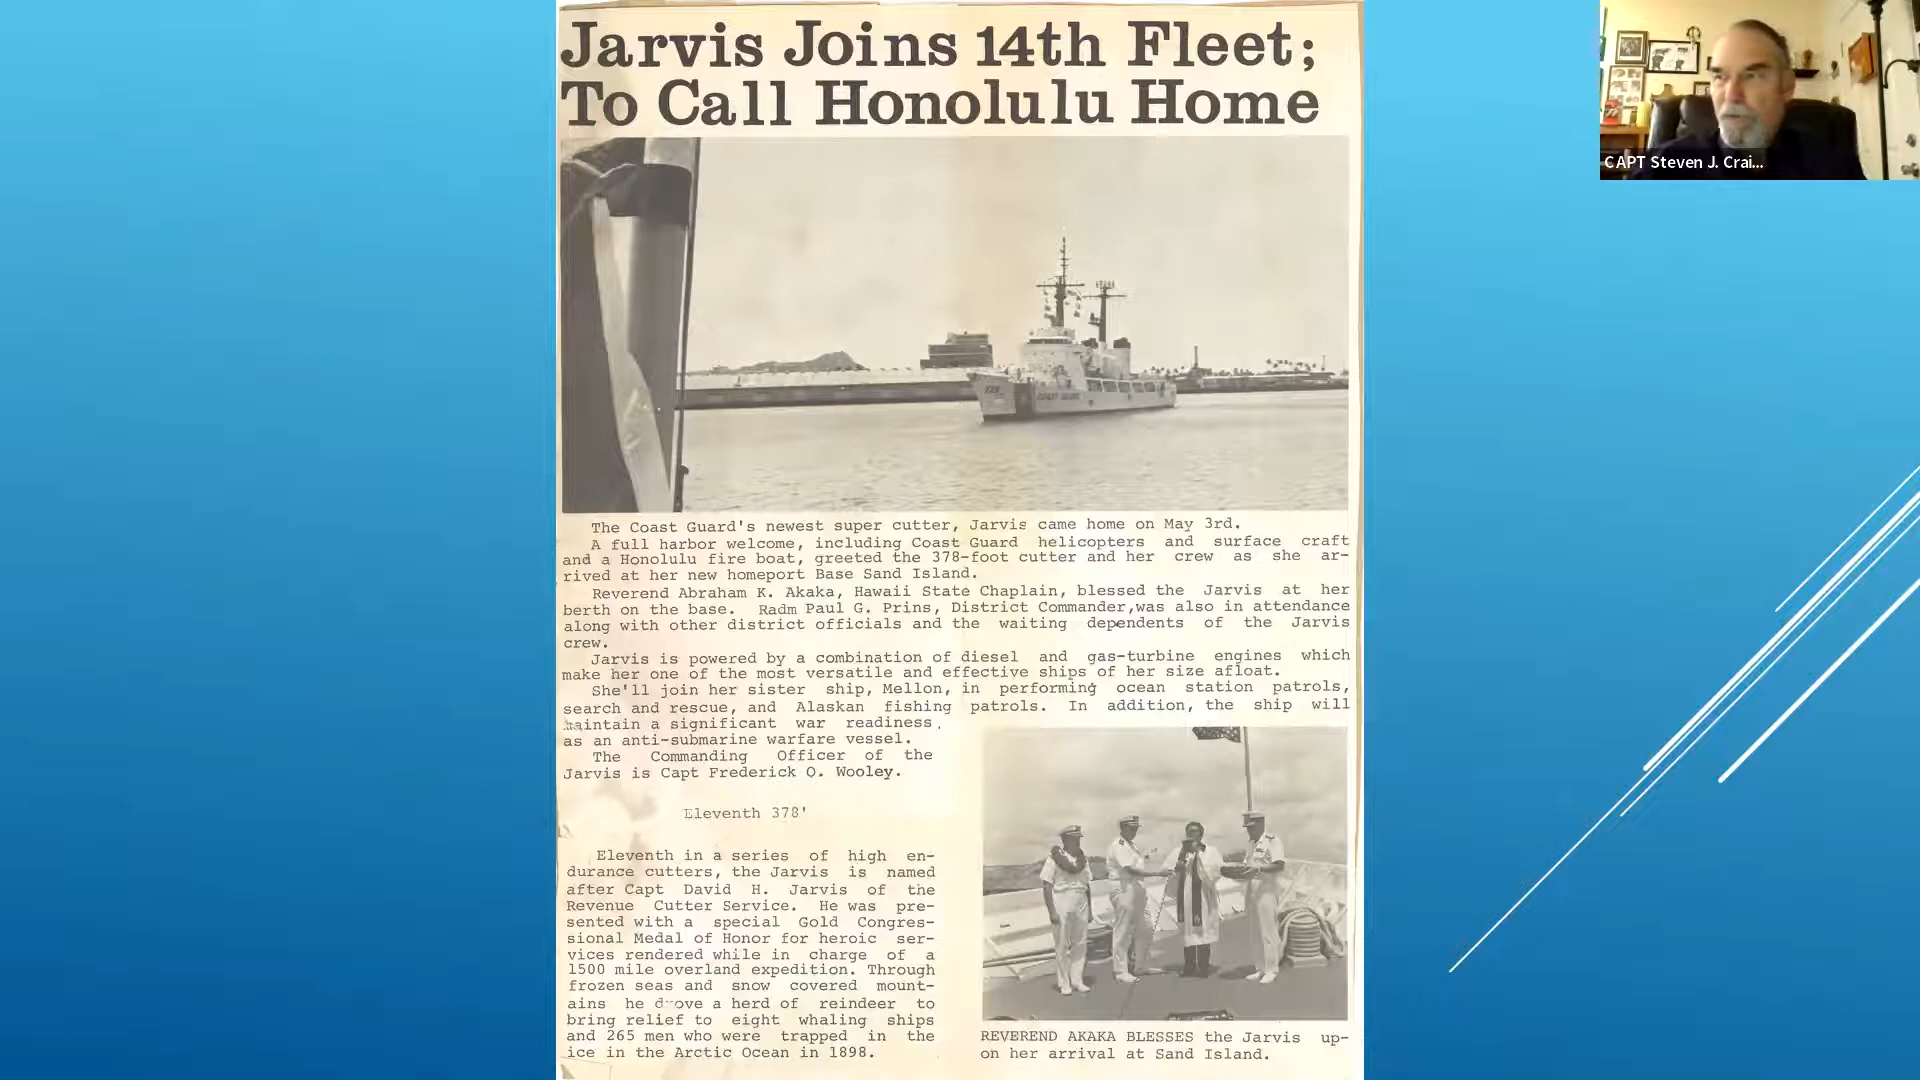 Jarvis Joins 14th Fleet;
To Call Honolulu Home
CAPT Steven J. Crai...
COAST GUARD
The Coast Guard's newest super cutter, Jarvis came home on May 3rd.
A full harbor welcome, including Coast Guard helicopters and surface craft
and a Honolulu fire boat, greeted the 378-foot cutter and her crew as she ar-
rived at her new homeport Base Sand Island.
Reverend Abraham K. Akaka, Hawaii State Chaplain, blessed the Jarvis at her
berth on the base. Radm Paul G. Prins, District Commander,was also in attendance
along with other district officials and the waiting dependents of the Jarvis
crew.
Jarvis is powered by a combination of diesel and gas-turbine engines which
make her one of the most versatile and effective ships of her size afloat.
She'll join her sister ship, Mellon, in performing ocean station patrols,
search and rescue, and Alaskan fishing patrols. In addition, the ship will
maintain a significant war readiness
as an anti-submarine warfare vessel.
The Commanding Officer of the
Jarvis is Capt Frederick O. Wooley.
Eleventh 378'
Eleventh in a series of high en-
durance cutters, the Jarvis is named
after Capt David H. Jarvis of the
Revenue Cutter Service. He was pre-
sented with a special Gold Congres-
sional Medal of Honor for heroic ser-
vices rendered while in charge of a
1500 mile overland expedition. Through
frozen seas and snow covered mount-
ains he drove a herd of reindeer to
bring relief to eight whaling ships
and 265 men who were trapped in the
ice in the Arctic Ocean in 1898.
REVEREND AKAKA BLESSES the Jarvis up-
on her arrival at Sand Island.